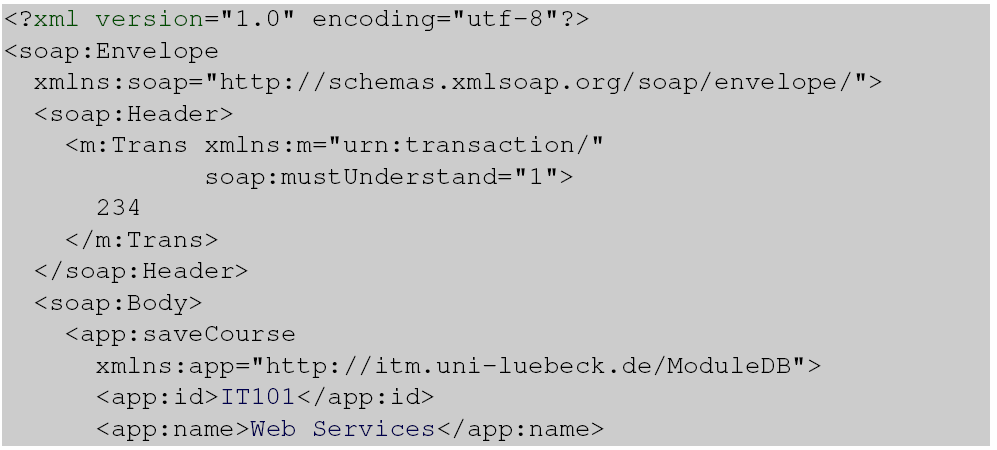 <?xml version="1.0" encoding="utf-8"?>
<soap:Envelope
  xmlns:soap="http://schemas.xmlsoap.org/soap/envelope/">
  <soap:Header>
    <m:Trans xmlns:m="urn:transaction/"
             soap:mustUnderstand="1">
      234
    </m:Trans>
  </soap:Header>
  <soap:Body>
    <app:saveCourse
      xmlns:app="http://itm.uni-luebeck.de/ModuleDB">
      <app:id>IT101</app:id>
      <app:name>Web Services</app:name>